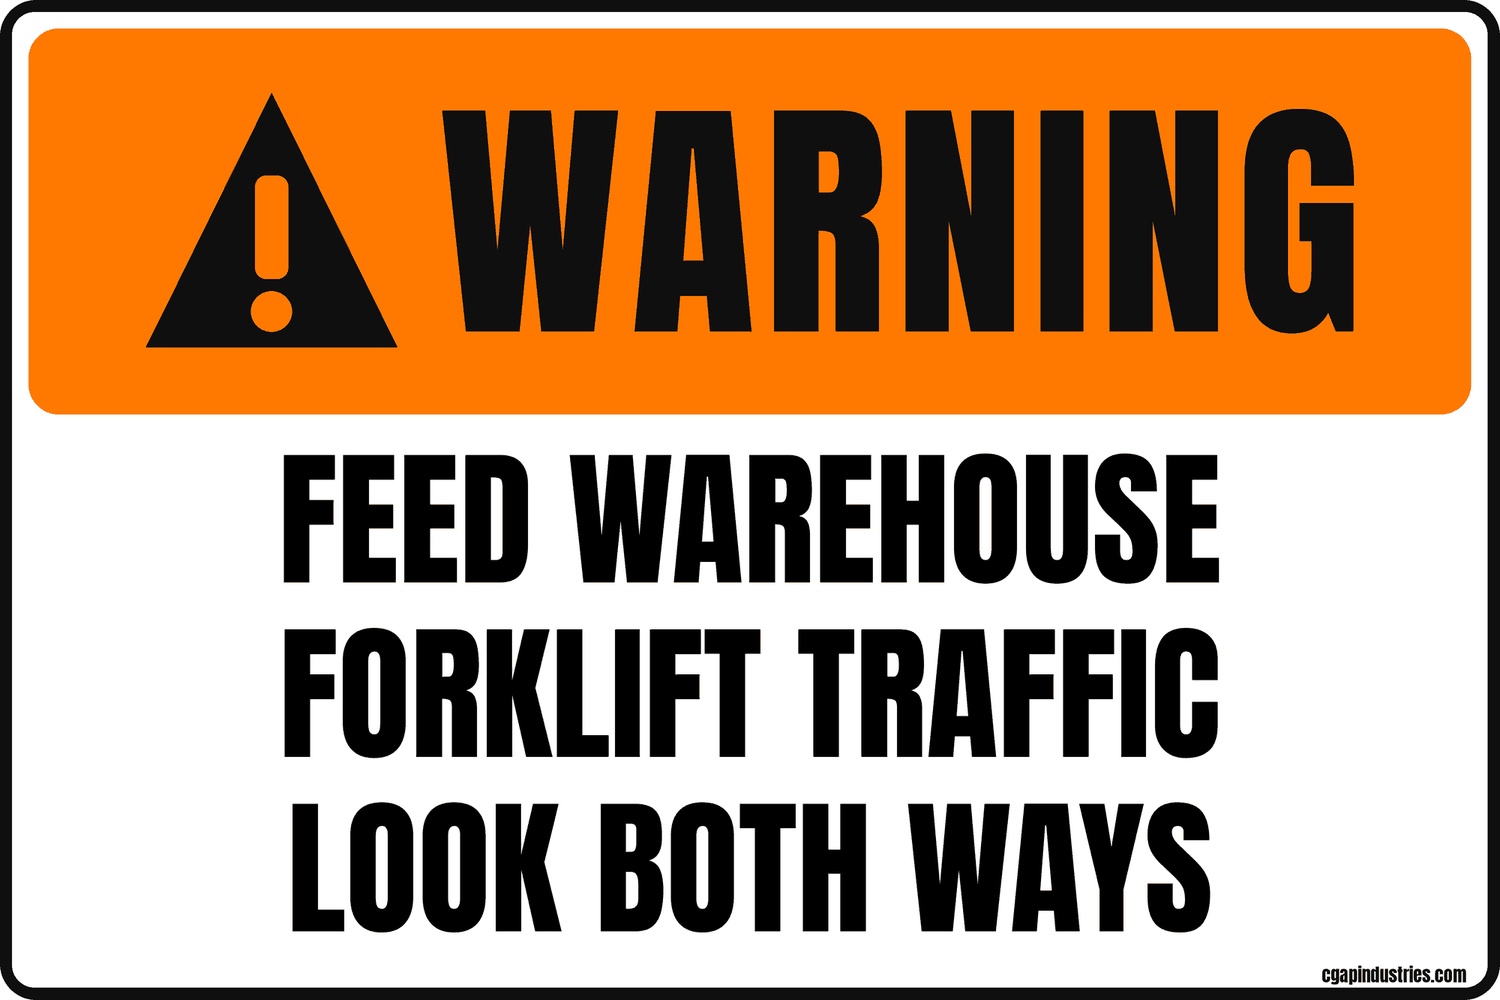 WARNING
FEED WAREHOUSE
FORKLIFT TRAFFIC
LOOK BOTH WAYS
cgapindustries.com